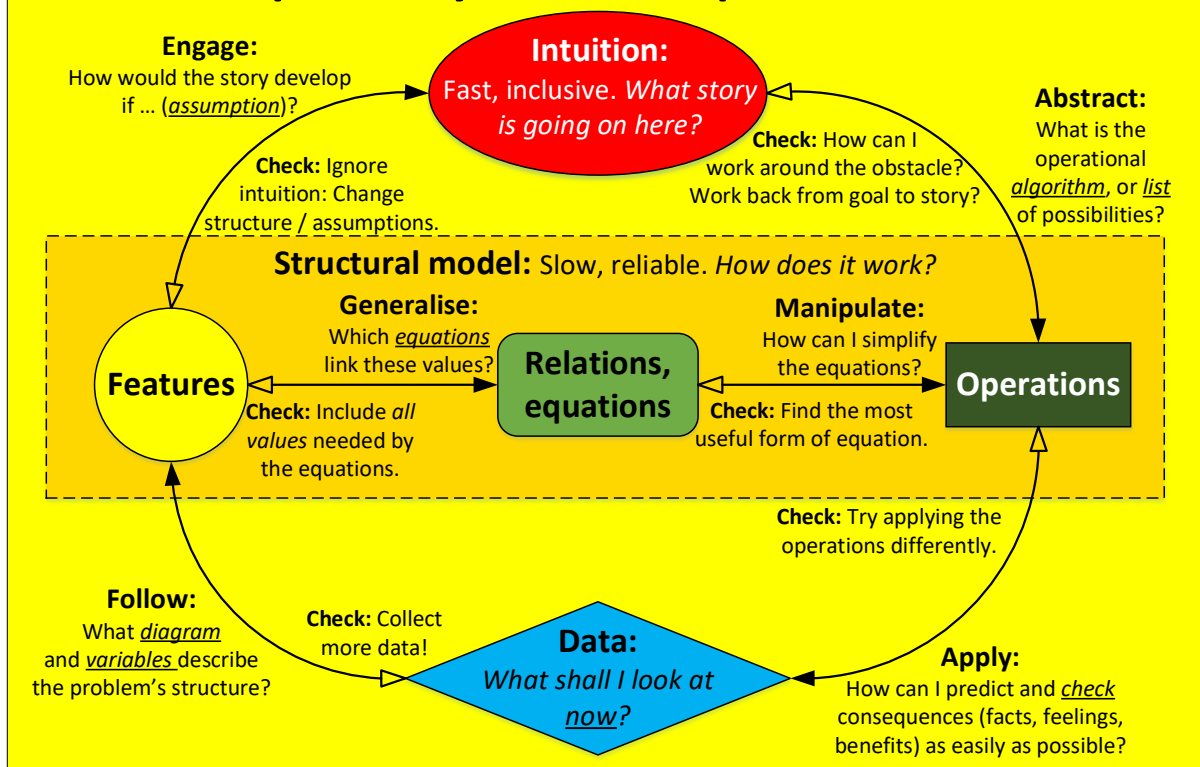 Engage:
How would the story develop
if ... (assumption)?
Intuition:
Fast, inclusive. What story
is going on here?
Abstract:
What is the
operational
algorithm, or list
of possibilities?
Check: Ignore
intuition: Change
structure / assumptions.
Check: How can I
work around the obstacle?
Work back from goal to story?
Structural model: Slow, reliable. How does it work?
Generalise:
Which equations
link these values?
Manipulate:
How can I simplify
the equations?
Features
Relations,
equations
Operations
Check: Include all
values needed by
the equations.
Check: Find the most
useful form of equation.
Check: Try applying the
operations differently.
Follow:
What diagram
and variables describe
the problem's structure?
Check: Collect
more data!
Data:
What shall I look at
now?
Apply:
How can I predict and check
consequences (facts, feelings,
benefits) as easily as possible?